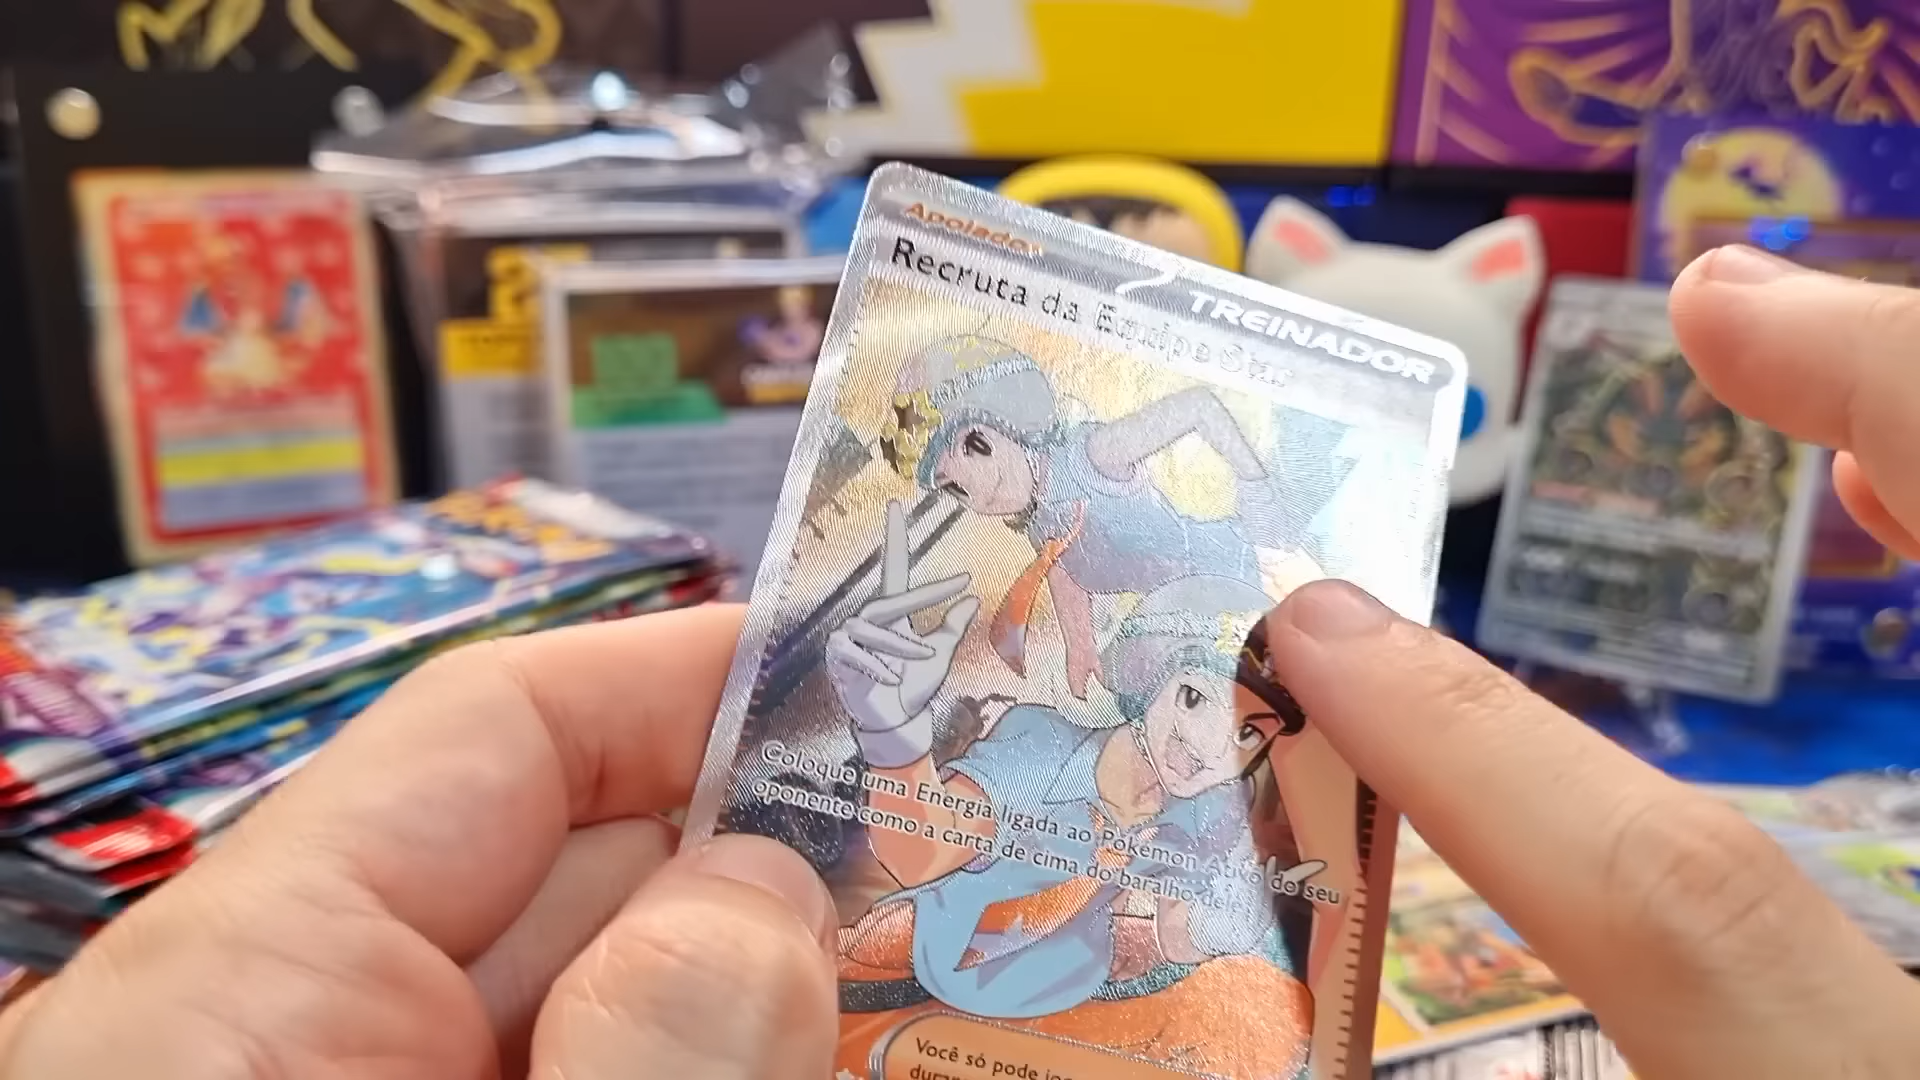 Apoiador
TREINADOR
Recruta da Equipe Star
Coloque uma Energia ligada ao Pokémon Ativo do seu
oponente como a carta de cima do baralho dele.
Você só pode